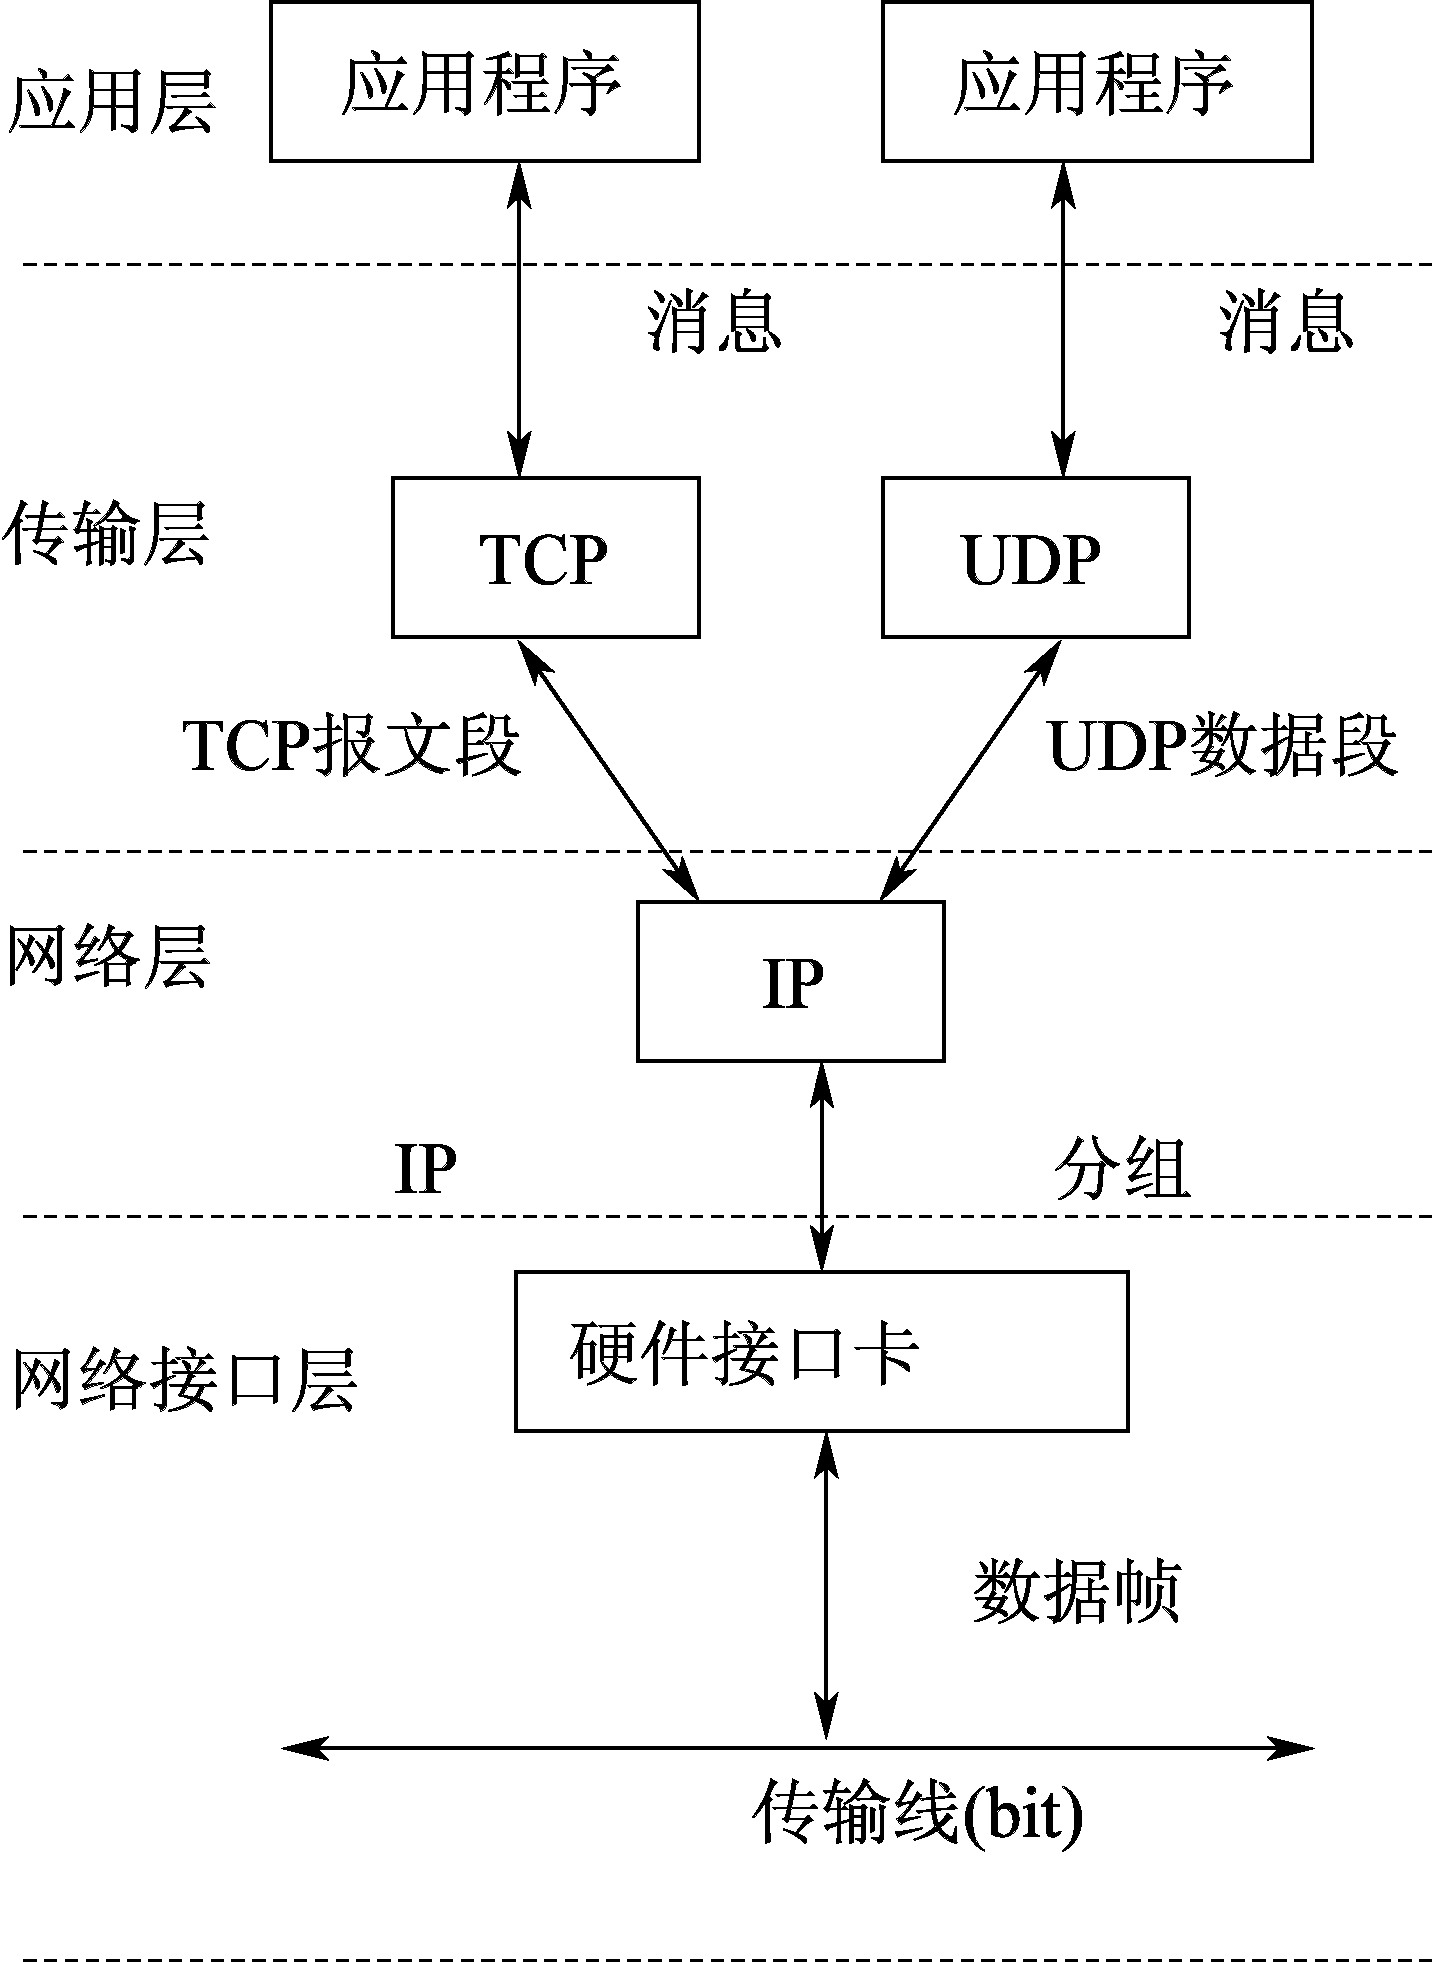 应用层 应用程序 应用程序
消息 消息
传输层 TCP UDP
TCP报文段 UDP数据段
网络层 IP
IP 分组
网络接口层 硬件接口卡
数据帧
传输线(bit)